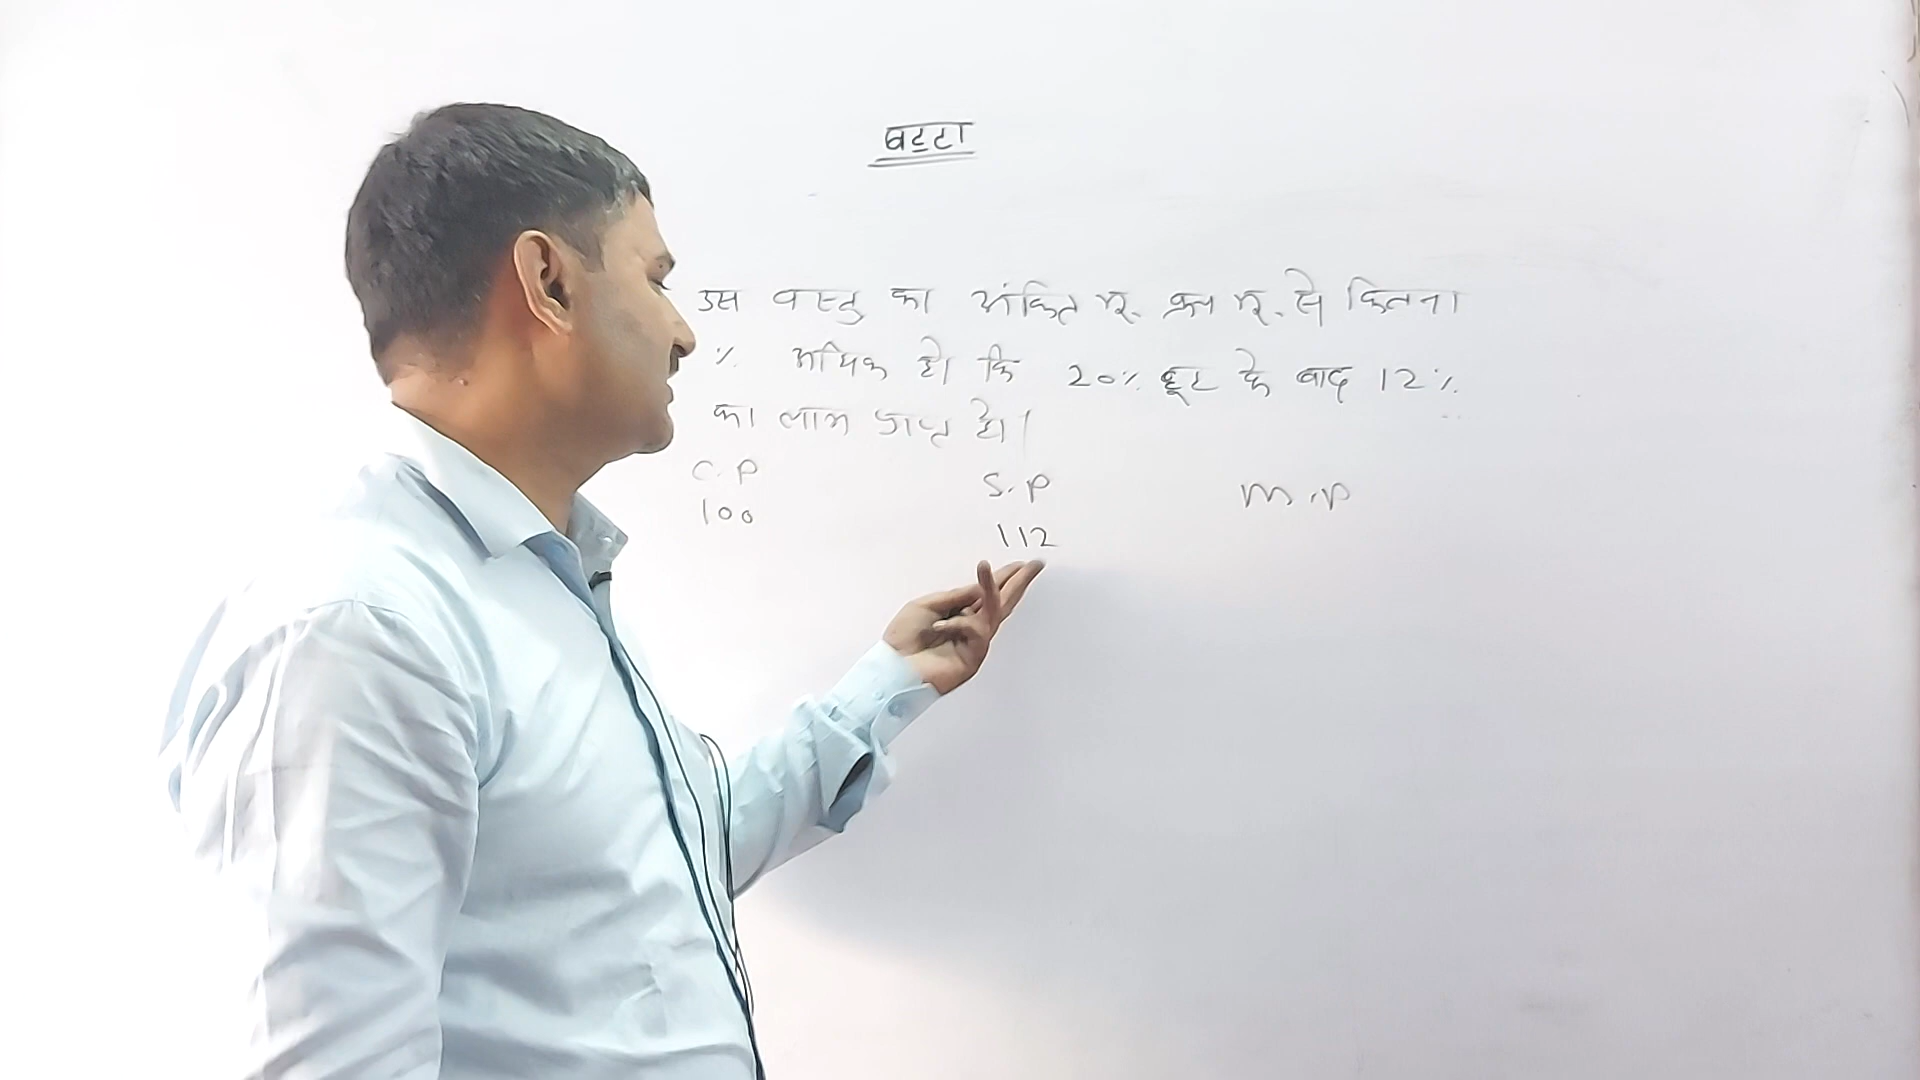 बट्टा
उस वस्तु का अंकित मू. क्रय मू. से कितना
% अधिक हो कि 20% छूट के बाद 12%
का लाभ प्राप्त हो।
C.P S.P M.P
100 112